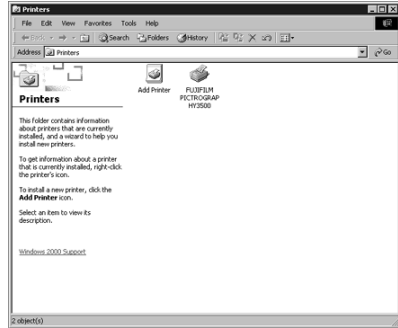 Printers
File Edit View Favorites Tools Help
Back Search Folders History
Address Printers Go
Add Printer
FUJIFILM
PICTROGRAP
HY3500
Printers
This folder contains information
about printers that are currently
installed, and a wizard to help you
install new printers.
To get information about a printer
that is currently installed, right-click
the printer's icon.
To install a new printer, click the
Add Printer icon.
Select an item to view its
description.
Windows 2000 Support
2 object(s)